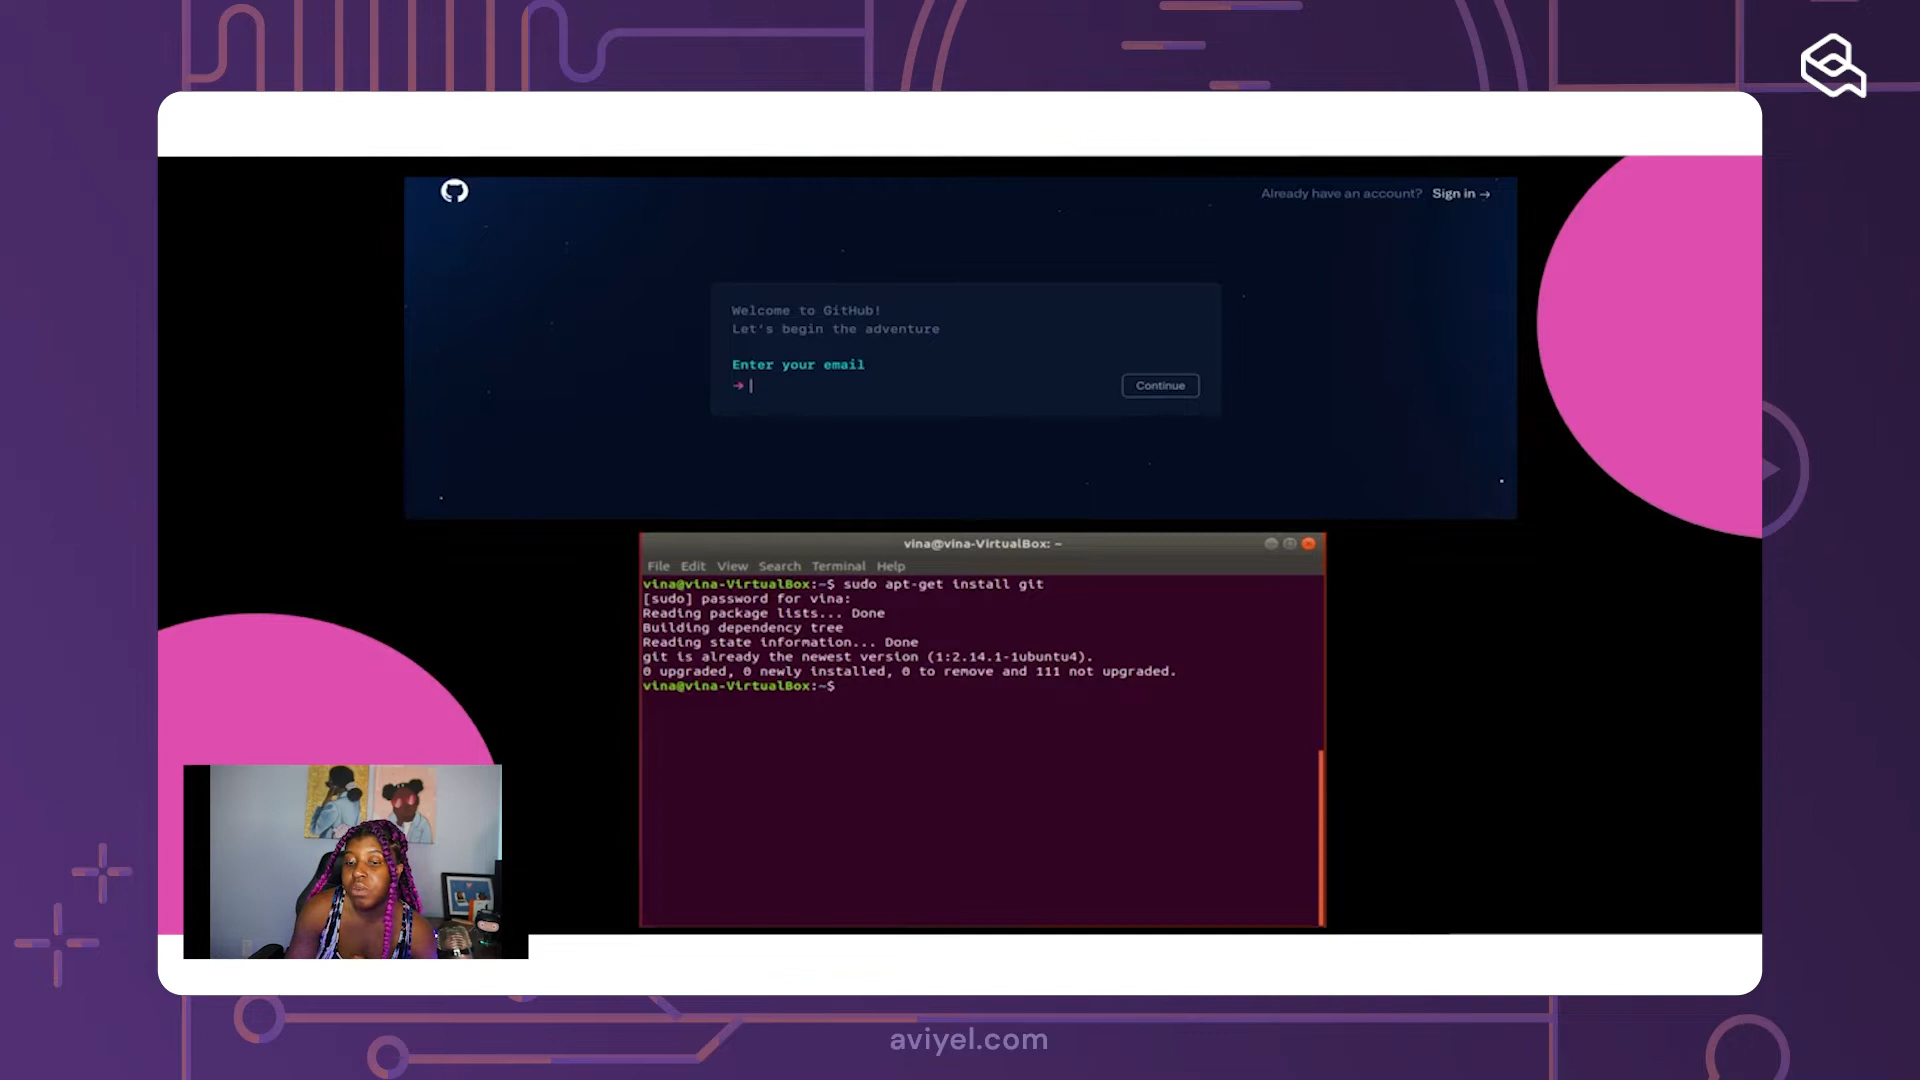 Already have an account? Sign in →
Welcome to GitHub!
Let's begin the adventure
Enter your email
→
Continue
vina@vina-VirtualBox: ~
File Edit View Search Terminal Help
vina@vina-VirtualBox:~$ sudo apt-get install git
[sudo] password for vina:
Reading package lists... Done
Building dependency tree
Reading state information... Done
git is already the newest version (1:2.14.1-1ubuntu4).
0 upgraded, 0 newly installed, 0 to remove and 111 not upgraded.
vina@vina-VirtualBox:~$
aviyel.com